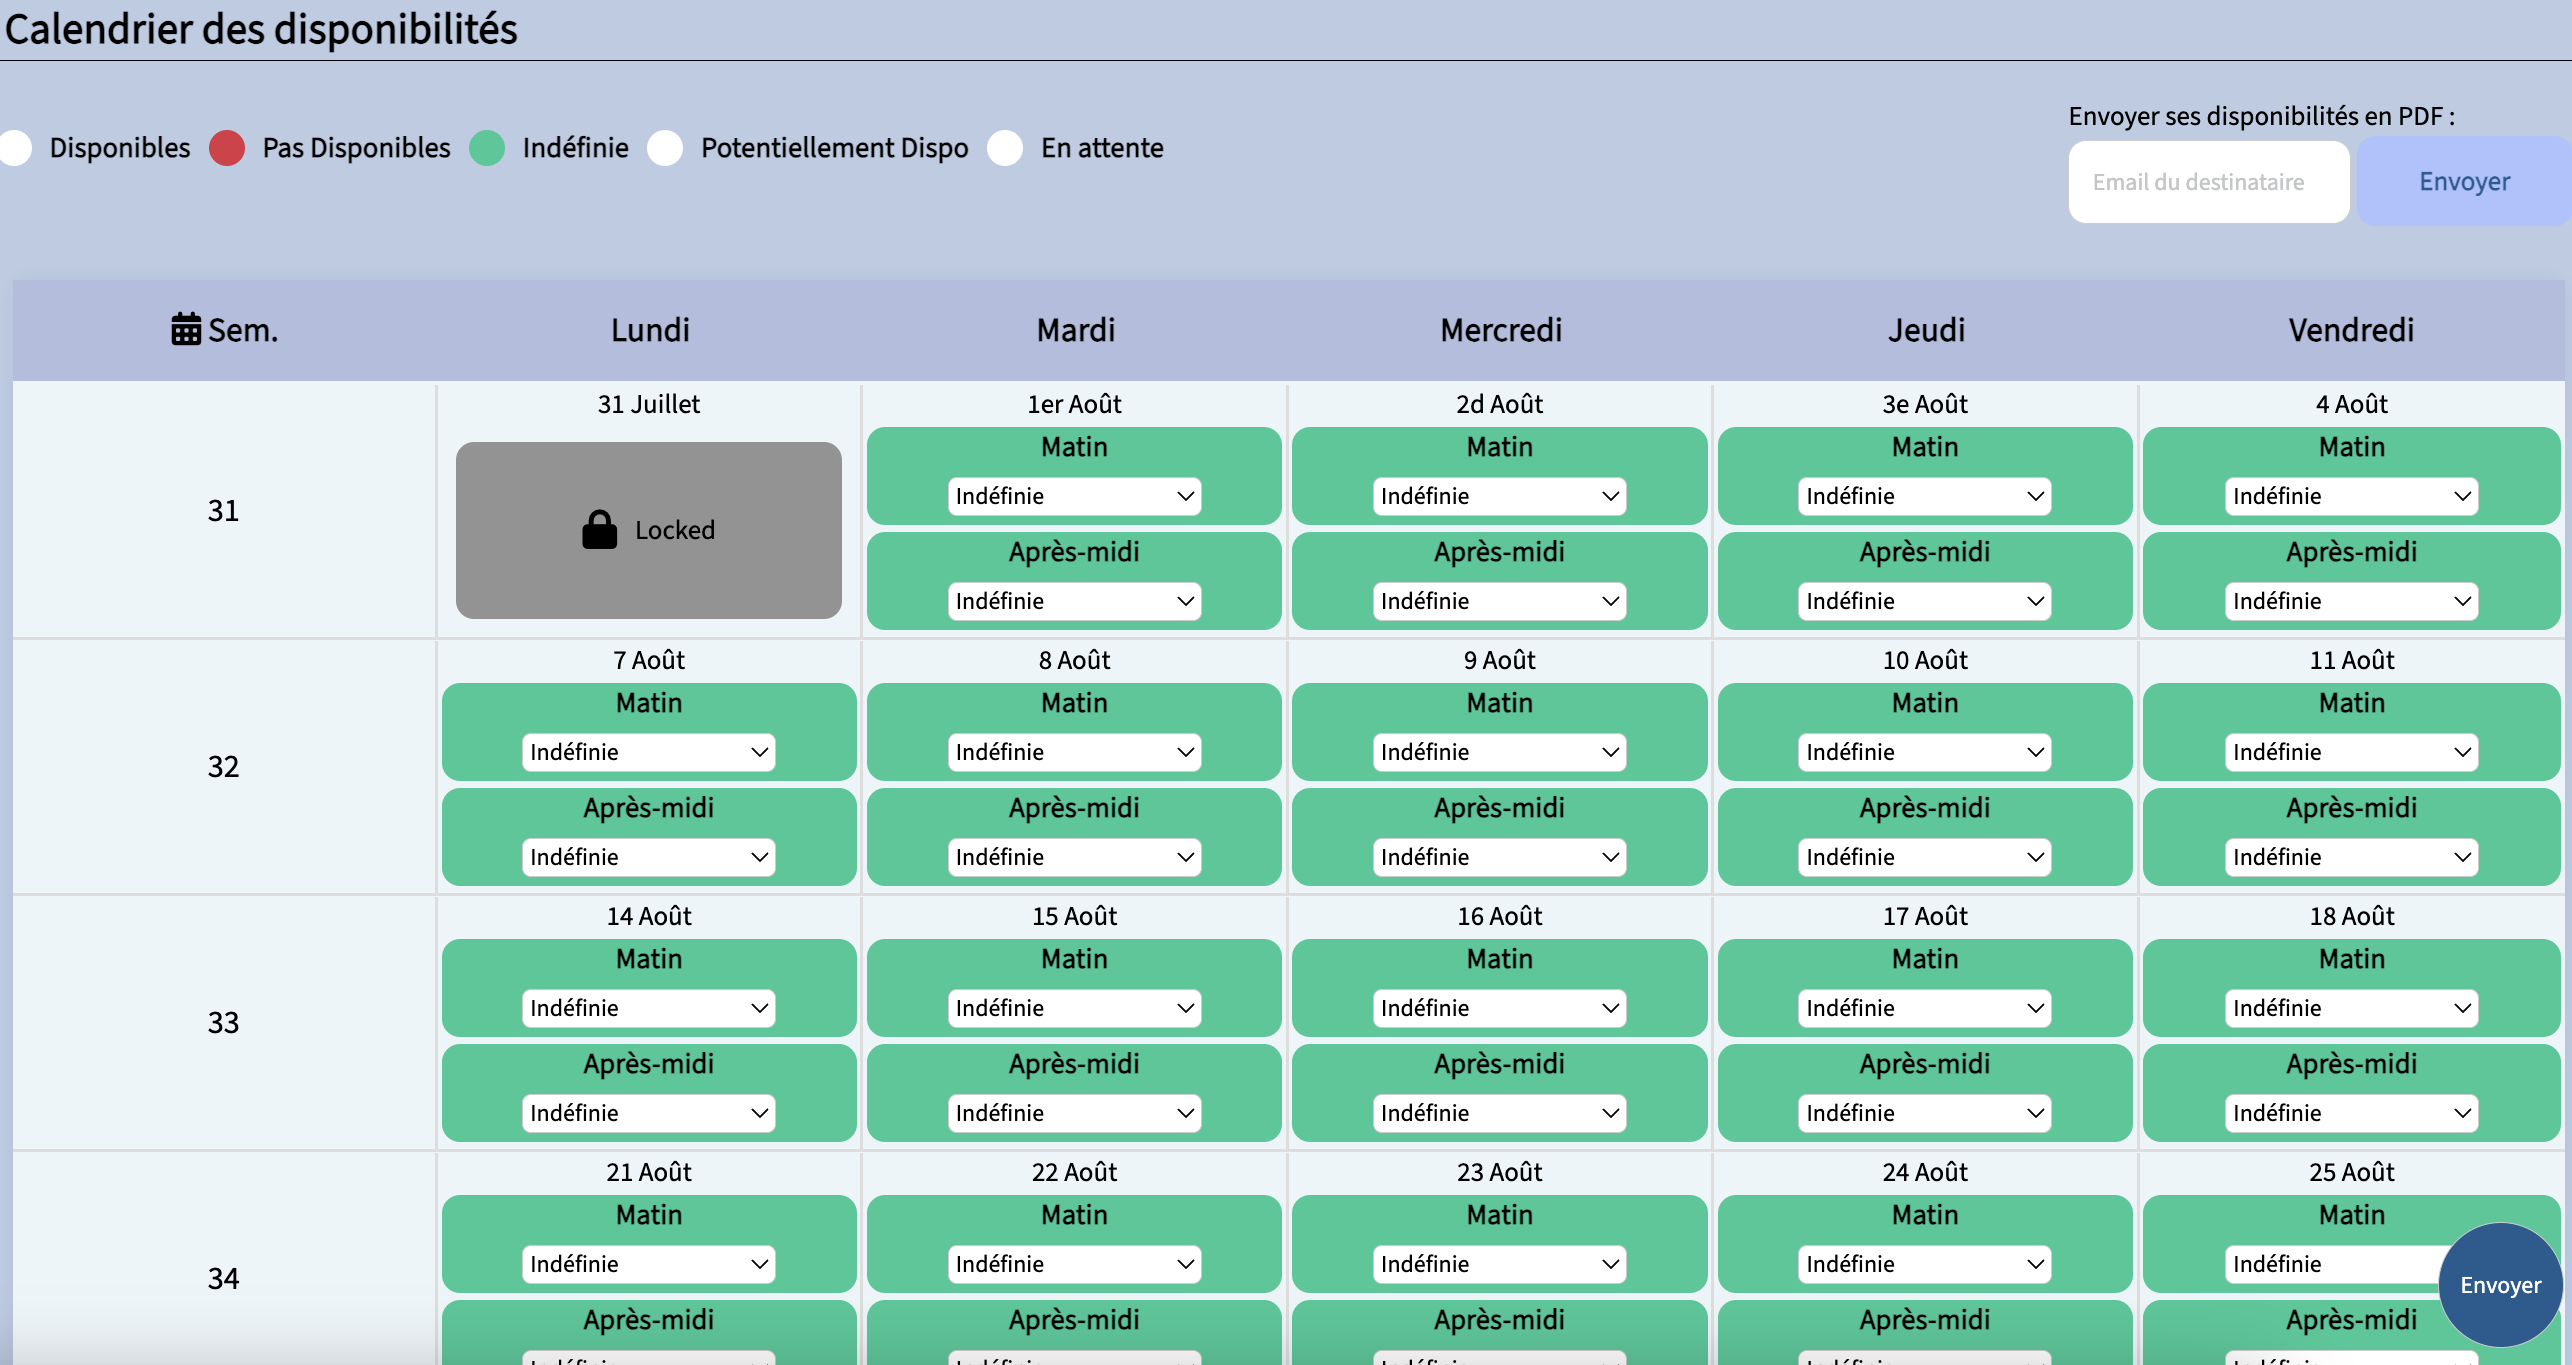 Calendrier des disponibilités
Disponibles Pas Disponibles Indéfinie Potentiellement Dispo En attente
Envoyer ses disponibilités en PDF :
Email du destinataire Envoyer
Sem. Lundi Mardi Mercredi Jeudi Vendredi
31 Juillet 1er Août 2d Août 3e Août 4 Août
Matin Matin Matin Matin
Indéfinie Indéfinie Indéfinie Indéfinie
31 Locked
Après-midi Après-midi Après-midi Après-midi
Indéfinie Indéfinie Indéfinie Indéfinie
7 Août 8 Août 9 Août 10 Août 11 Août
Matin Matin Matin Matin Matin
Indéfinie Indéfinie Indéfinie Indéfinie Indéfinie
32
Après-midi Après-midi Après-midi Après-midi Après-midi
Indéfinie Indéfinie Indéfinie Indéfinie Indéfinie
14 Août 15 Août 16 Août 17 Août 18 Août
Matin Matin Matin Matin Matin
Indéfinie Indéfinie Indéfinie Indéfinie Indéfinie
33
Après-midi Après-midi Après-midi Après-midi Après-midi
Indéfinie Indéfinie Indéfinie Indéfinie Indéfinie
21 Août 22 Août 23 Août 24 Août 25 Août
Matin Matin Matin Matin Matin
Indéfinie Indéfinie Indéfinie Indéfinie Indéfinie
34 Envoyer
Après-midi Après-midi Après-midi Après-midi Après-midi